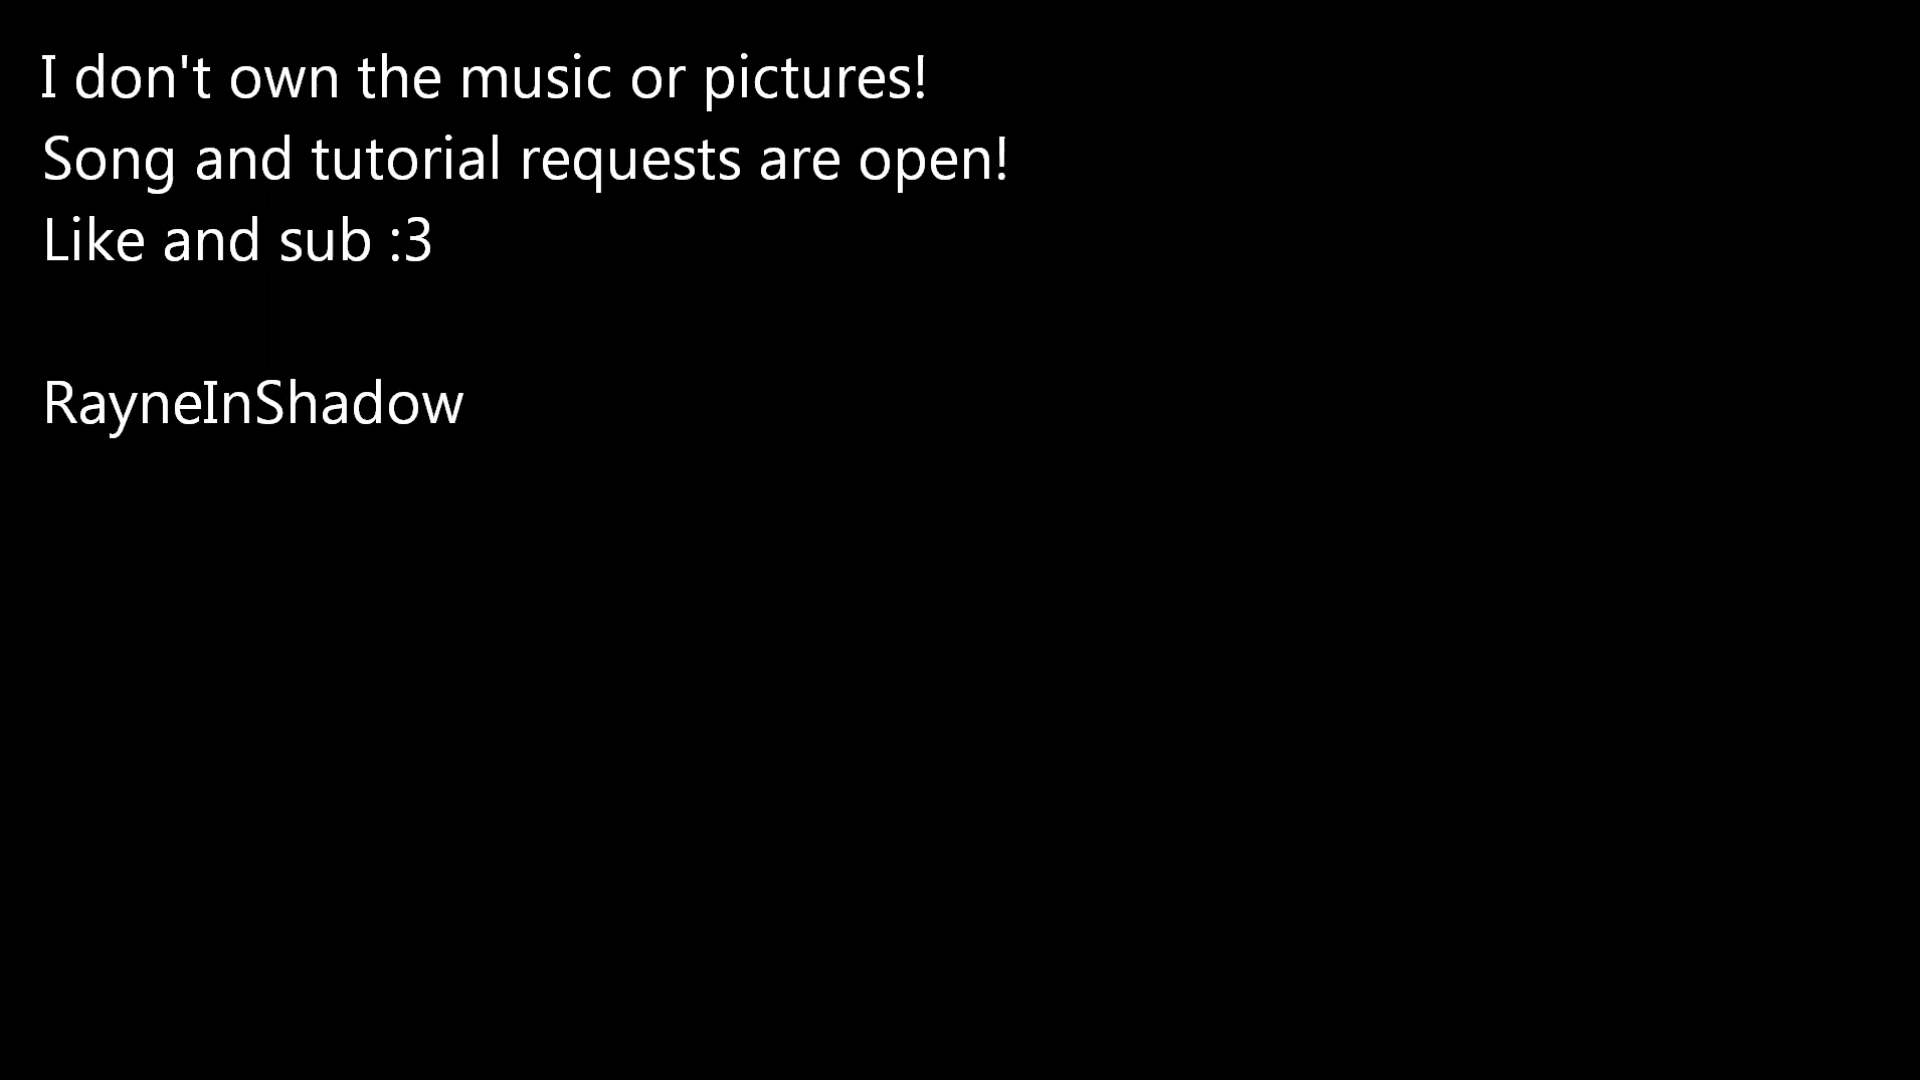 I don't own the music or pictures!
Song and tutorial requests are open!
Like and sub :3
RayneInShadow